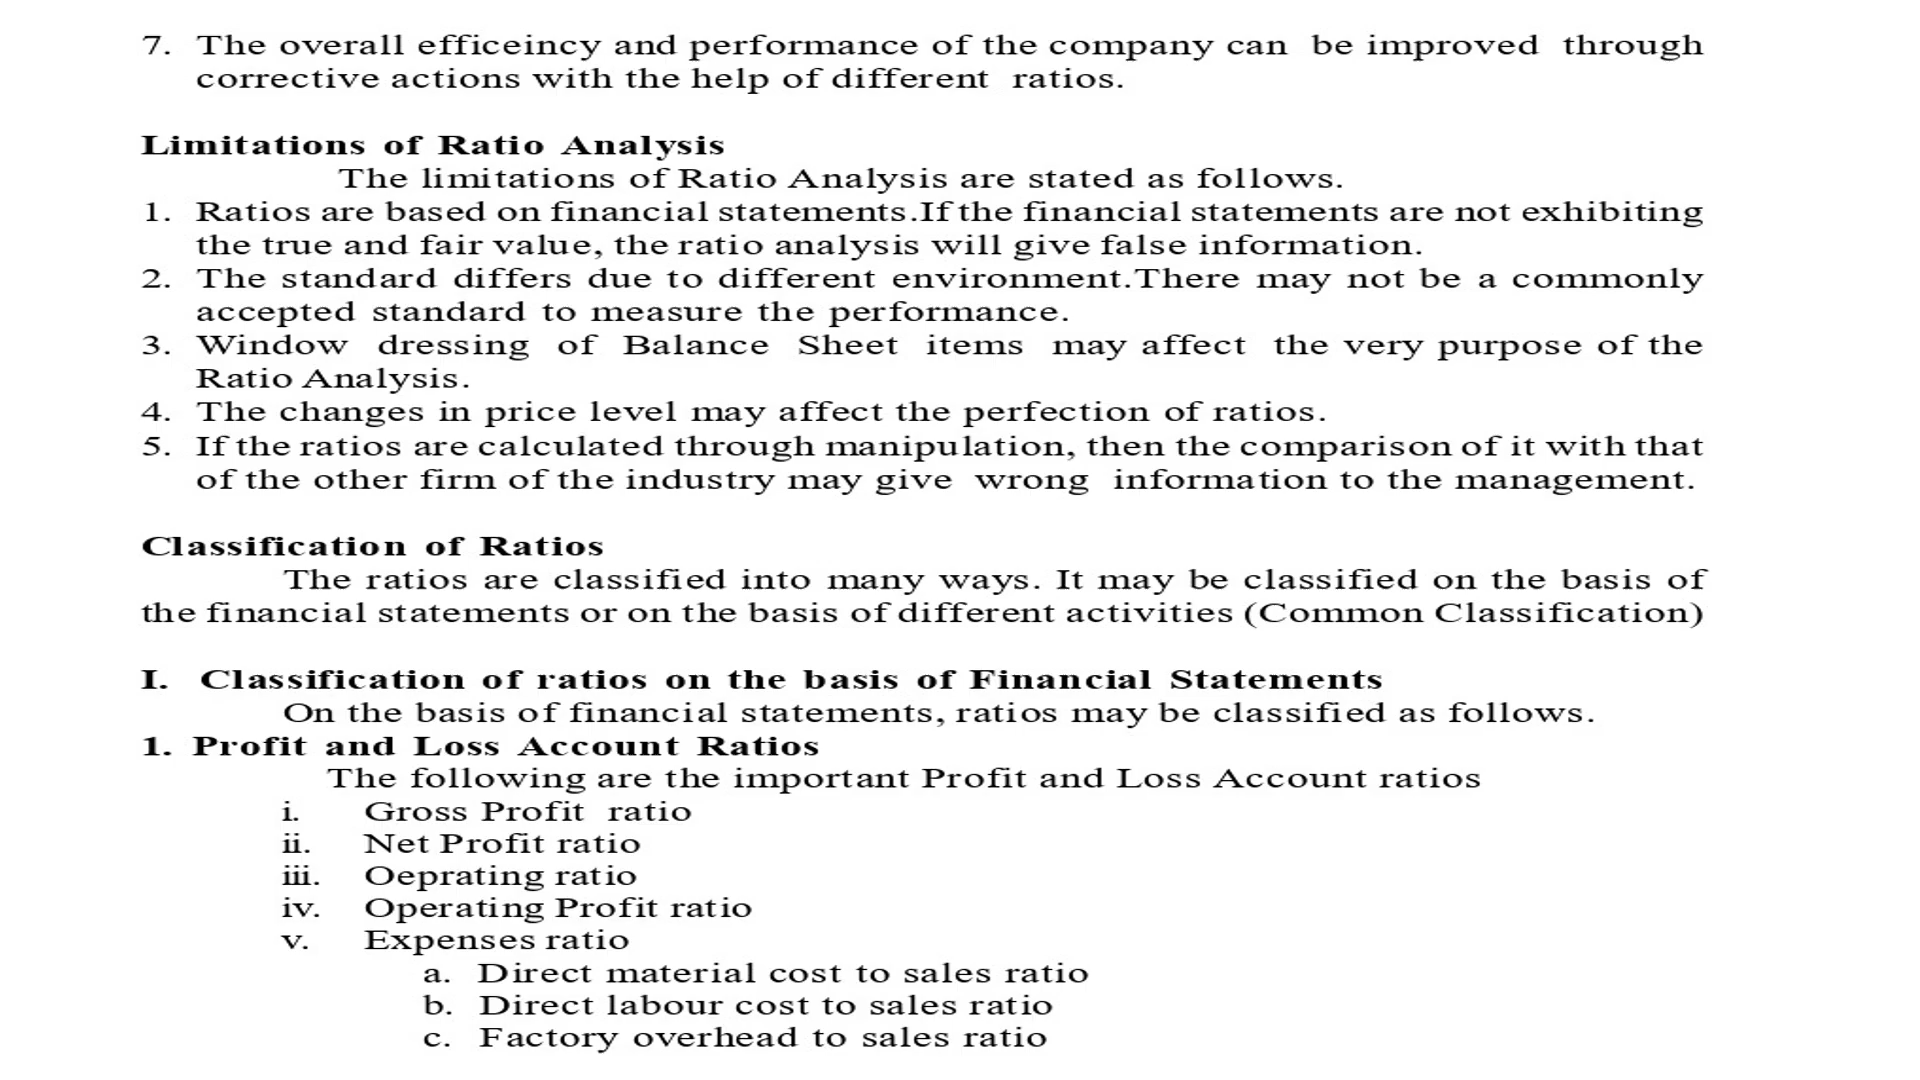 7. The overall efficeincy and performance of the company can be improved through
corrective actions with the help of different ratios.
Limitations of Ratio Analysis
The limitations of Ratio Analysis are stated as follows.
1. Ratios are based on financial statements.If the financial statements are not exhibiting
the true and fair value, the ratio analysis will give false information.
2. The standard differs due to different environment.There may not be a commonly
accepted standard to measure the performance.
3. Window dressing of Balance Sheet items may affect the very purpose of the
Ratio Analysis.
4. The changes in price level may affect the perfection of ratios.
5. If the ratios are calculated through manipulation, then the comparison of it with that
of the other firm of the industry may give wrong information to the management.
Classification of Ratios
The ratios are classified into many ways. It may be classified on the basis of
the financial statements or on the basis of different activities (Common Classification)
I. Classification of ratios on the basis of Financial Statements
On the basis of financial statements, ratios may be classified as follows.
1. Profit and Loss Account Ratios
The following are the important Profit and Loss Account ratios
i. Gross Profit ratio
ii. Net Profit ratio
iii. Oeprating ratio
iv. Operating Profit ratio
v. Expenses ratio
a. Direct material cost to sales ratio
b. Direct labour cost to sales ratio
c. Factory overhead to sales ratio